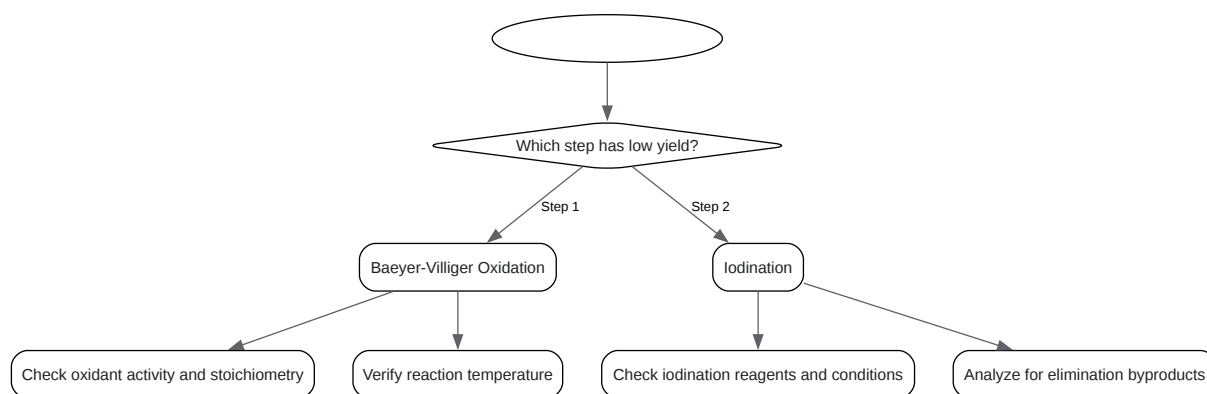 Which step has low yield?
Step 1
Step 2
Baeyer-Villiger Oxidation
Iodination
Check oxidant activity and stoichiometry
Verify reaction temperature
Check iodination reagents and conditions
Analyze for elimination byproducts